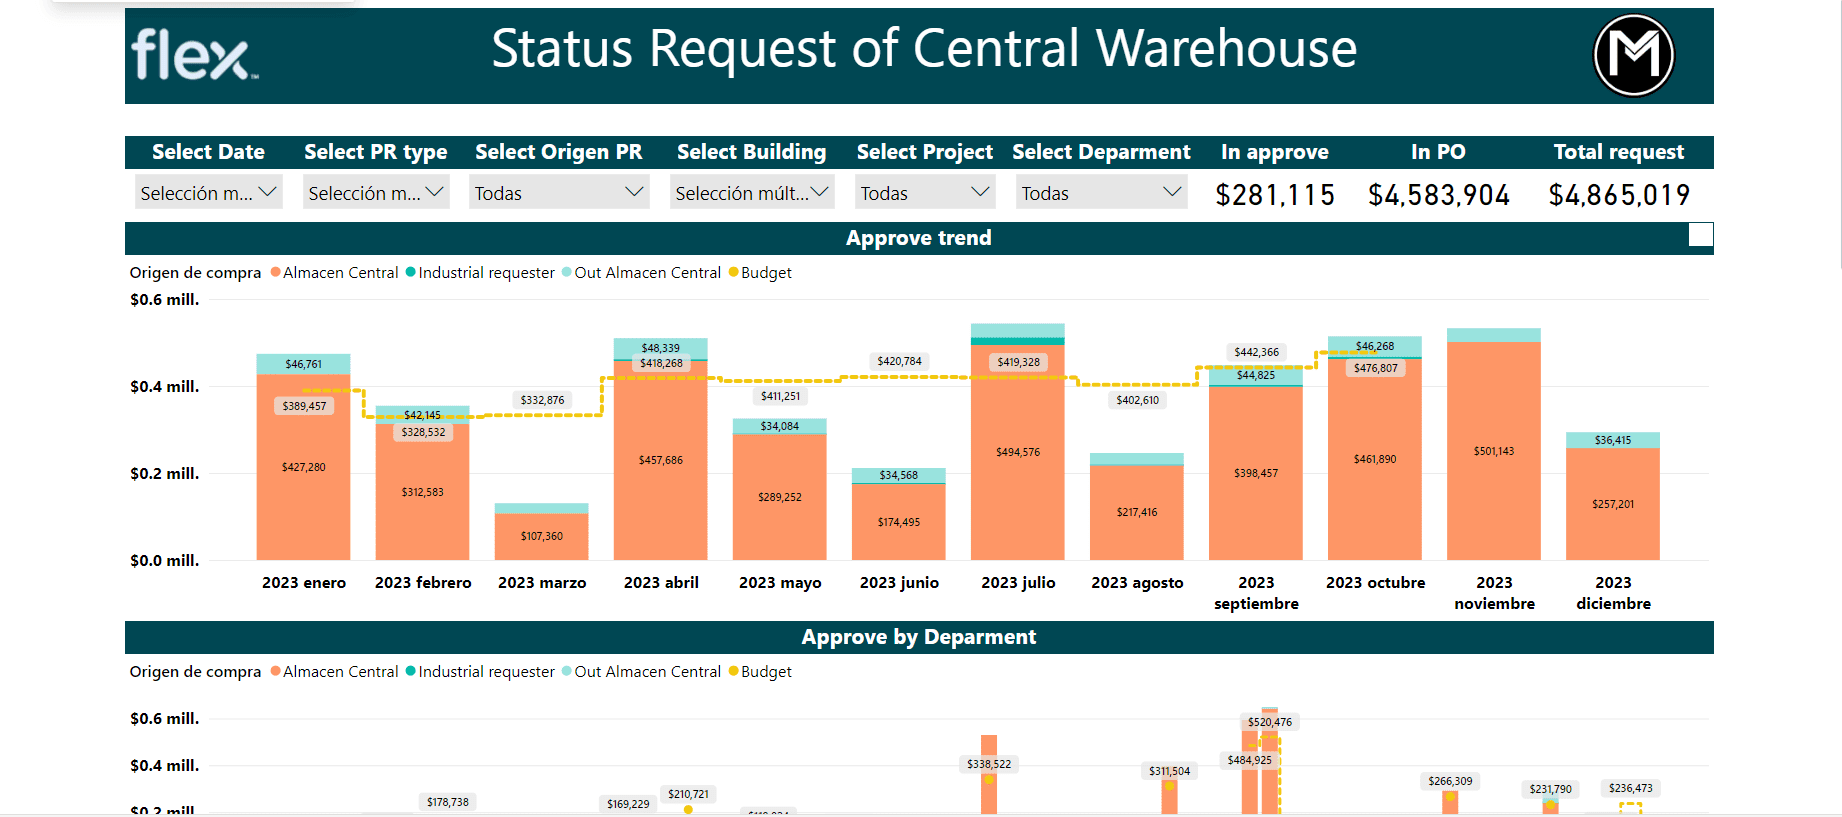 flex
Status Request of Central Warehouse
M
Select Date Select PR type Select Origen PR Select Building Select Project Select Deparment In approve In PO Total request
Selección m... Selección m... Todas Selección múlt... Todas Todas $281,115 $4,583,904 $4,865,019
Approve trend
Origen de compra Almacen Central Industrial requester Out Almacen Central Budget
$0.6 mill.
$0.4 mill.
$0.2 mill.
$0.0 mill.
$46,761
$389,457
$427,280
$42,145
$328,532
$312,583
$332,876
$107,360
$48,339
$418,268
$457,686
$411,251
$34,084
$289,252
$420,784
$34,568
$174,495
$419,328
$494,576
$402,610
$217,416
$442,366
$44,825
$398,457
$46,268
$476,807
$461,890
$501,143
$36,415
$257,201
2023 enero 2023 febrero 2023 marzo 2023 abril 2023 mayo 2023 junio 2023 julio 2023 agosto 2023 septiembre 2023 octubre 2023 noviembre 2023 diciembre
Approve by Deparment
Origen de compra Almacen Central Industrial requester Out Almacen Central Budget
$0.6 mill.
$0.4 mill.
$0.2 mill.
$178,738
$169,229
$210,721
$338,522
$311,504
$520,476
$484,925
$266,309
$231,790
$236,473